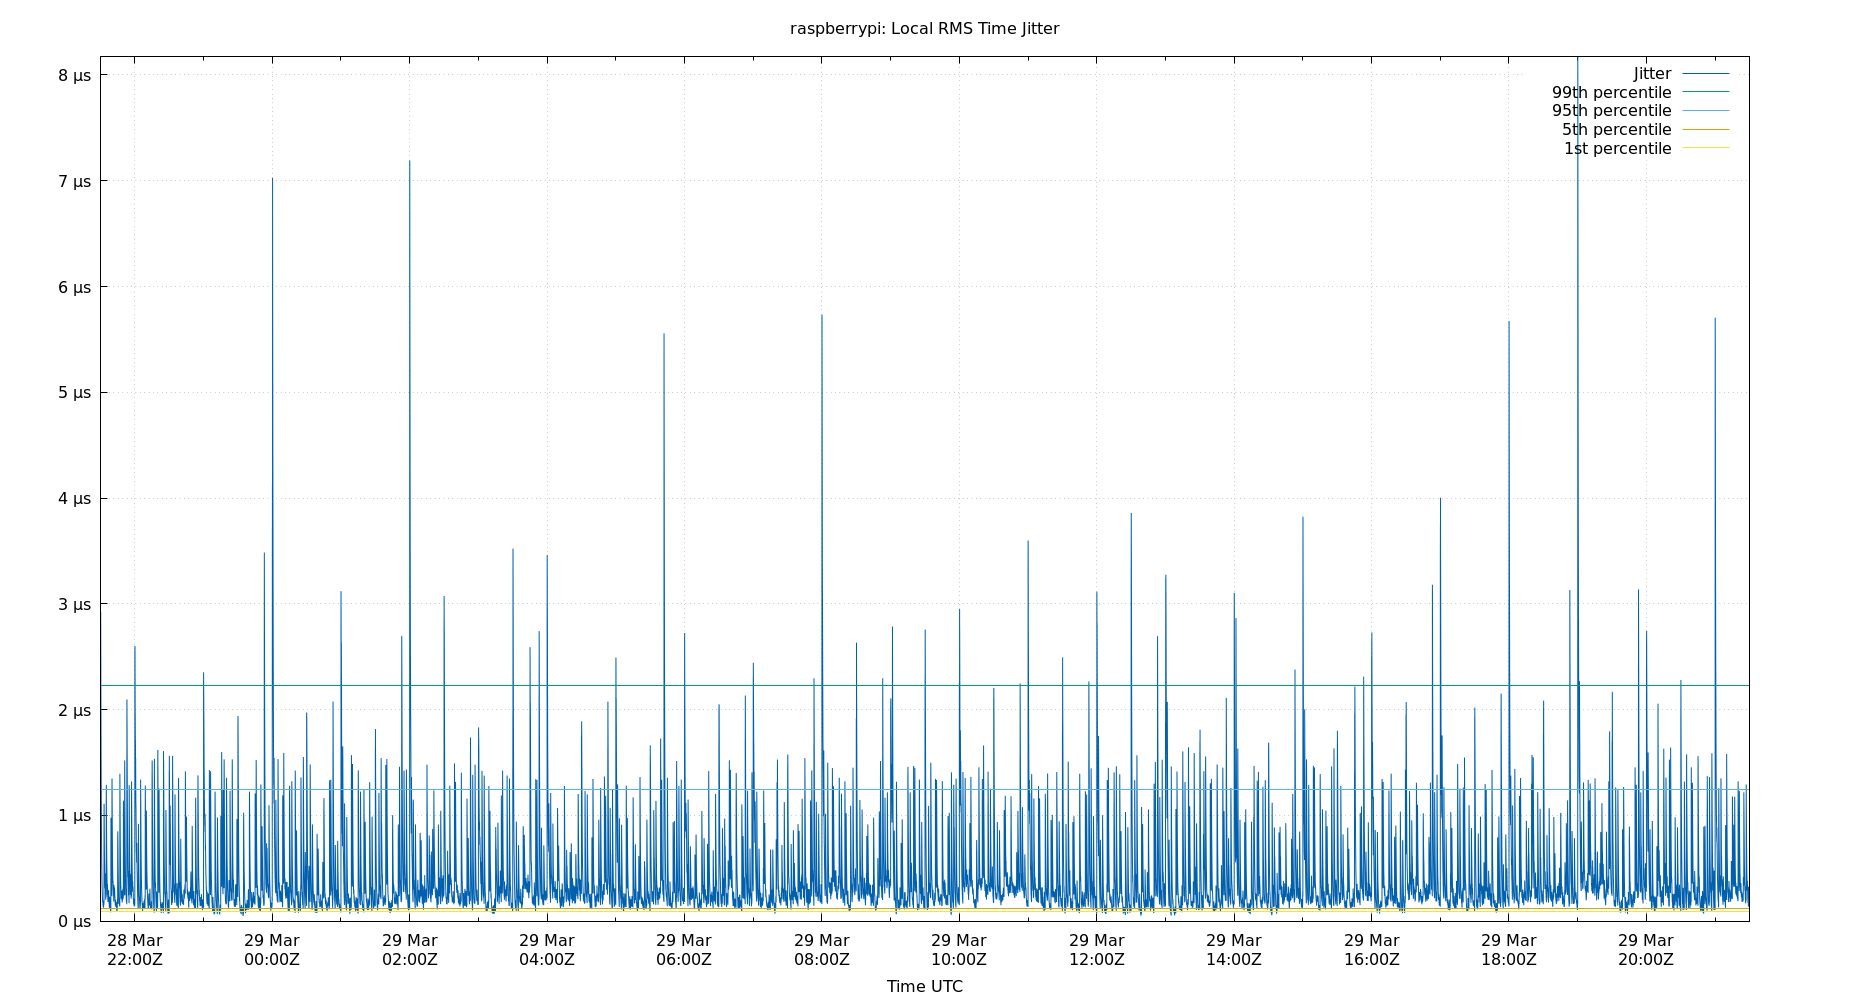 raspberrypi: Local RMS Time Jitter
8 µs
7 µs
6 µs
5 µs
4 µs
3 µs
2 µs
1 µs
0 µs
Jitter
99th percentile
95th percentile
5th percentile
1st percentile
28 Mar 29 Mar 29 Mar 29 Mar 29 Mar 29 Mar 29 Mar 29 Mar 29 Mar 29 Mar 29 Mar 29 Mar
22:00Z 00:00Z 02:00Z 04:00Z 06:00Z 08:00Z 10:00Z 12:00Z 14:00Z 16:00Z 18:00Z 20:00Z
Time UTC